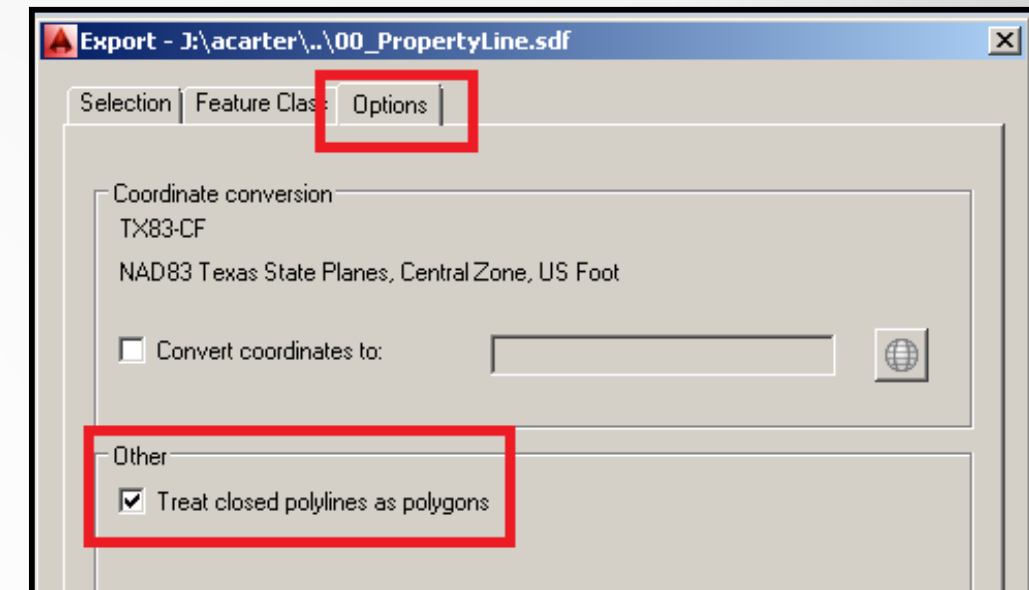 Export - J:\acarter\..\00_PropertyLine.sdf
Selection Feature Class Options
Coordinate conversion
TX83-CF
NAD83 Texas State Planes, Central Zone, US Foot
Convert coordinates to:
Other
Treat closed polylines as polygons